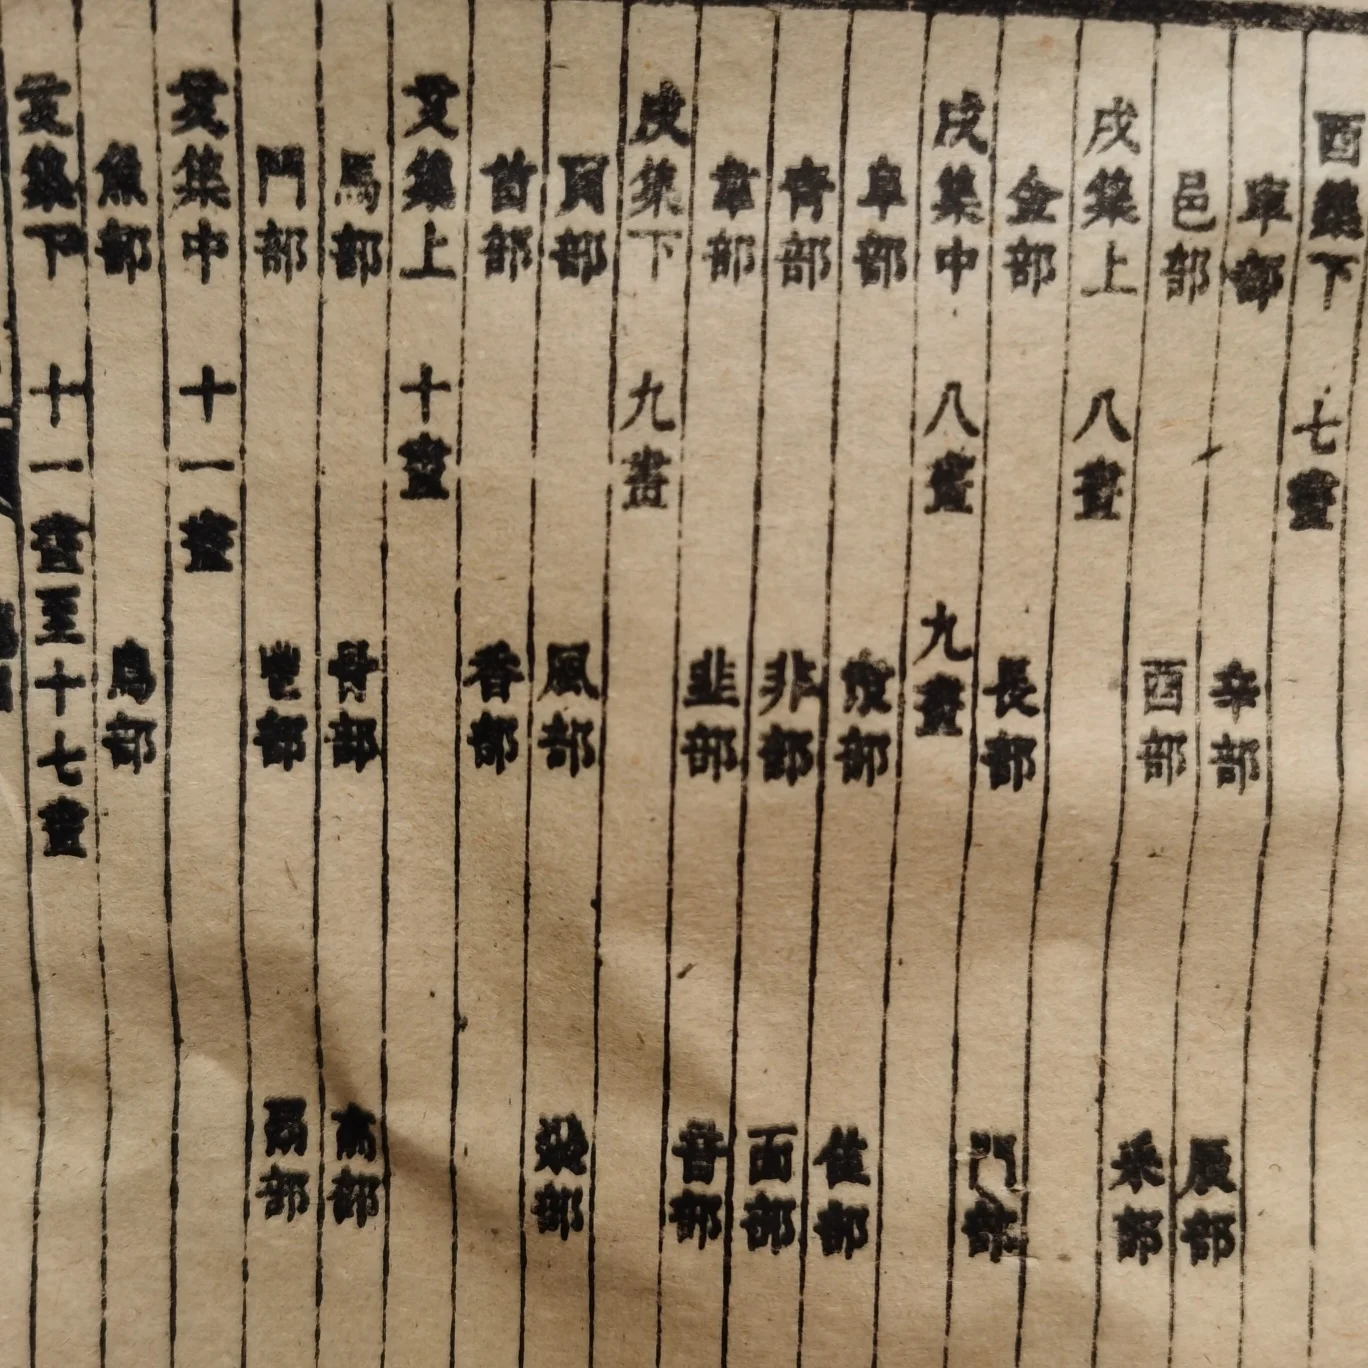 酉集下 七畫
車部 辛部 辰部
邑部 酉部 釆部
戌集上 八畫
金部 長部 門部
戌集中 八畫 九畫
阜部 隶部 隹部
青部 非部 面部
韋部 韭部 音部
戌集下 九畫
頁部 風部 飛部
首部 香部
亥集上 十畫
馬部 骨部 高部
鬥部 鬯部 鬲部
亥集中 十一畫
魚部 鳥部
亥集下 十一畫至十七畫